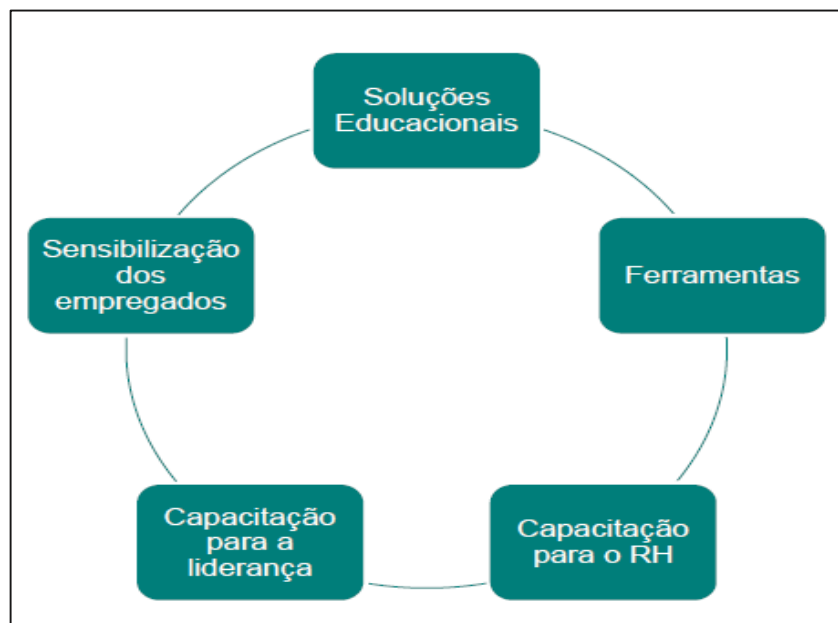 Soluções
Educacionais
Ferramentas
Capacitação
para o RH
Capacitação
para a
liderança
Sensibilização
dos
empregados